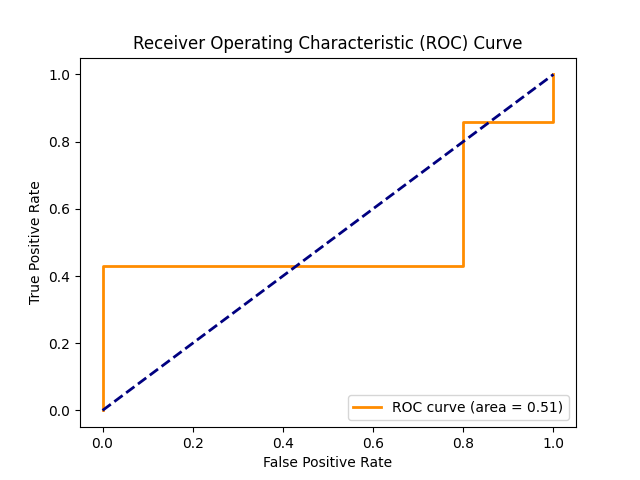 Receiver Operating Characteristic (ROC) Curve
True Positive Rate
1.0
0.8
0.6
0.4
0.2
0.0
ROC curve (area = 0.51)
0.0 0.2 0.4 0.6 0.8 1.0
False Positive Rate